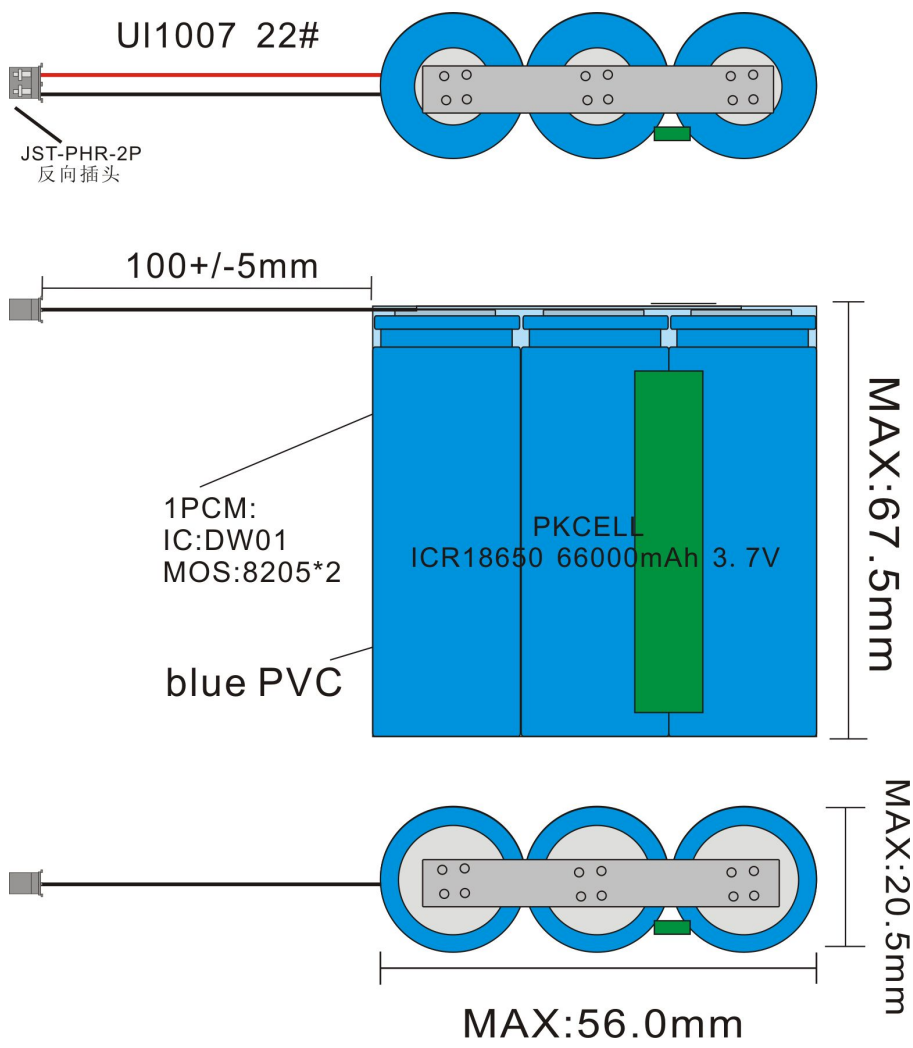 UI1007 22#
JST-PHR-2P
反向插头
100+/-5mm
1PCM:
IC:DW01
MOS:8205*2
blue PVC
PKCELL
ICR18650 66000mAh 3. 7V
MAX:67.5mm
MAX:20.5mm
MAX:56.0mm